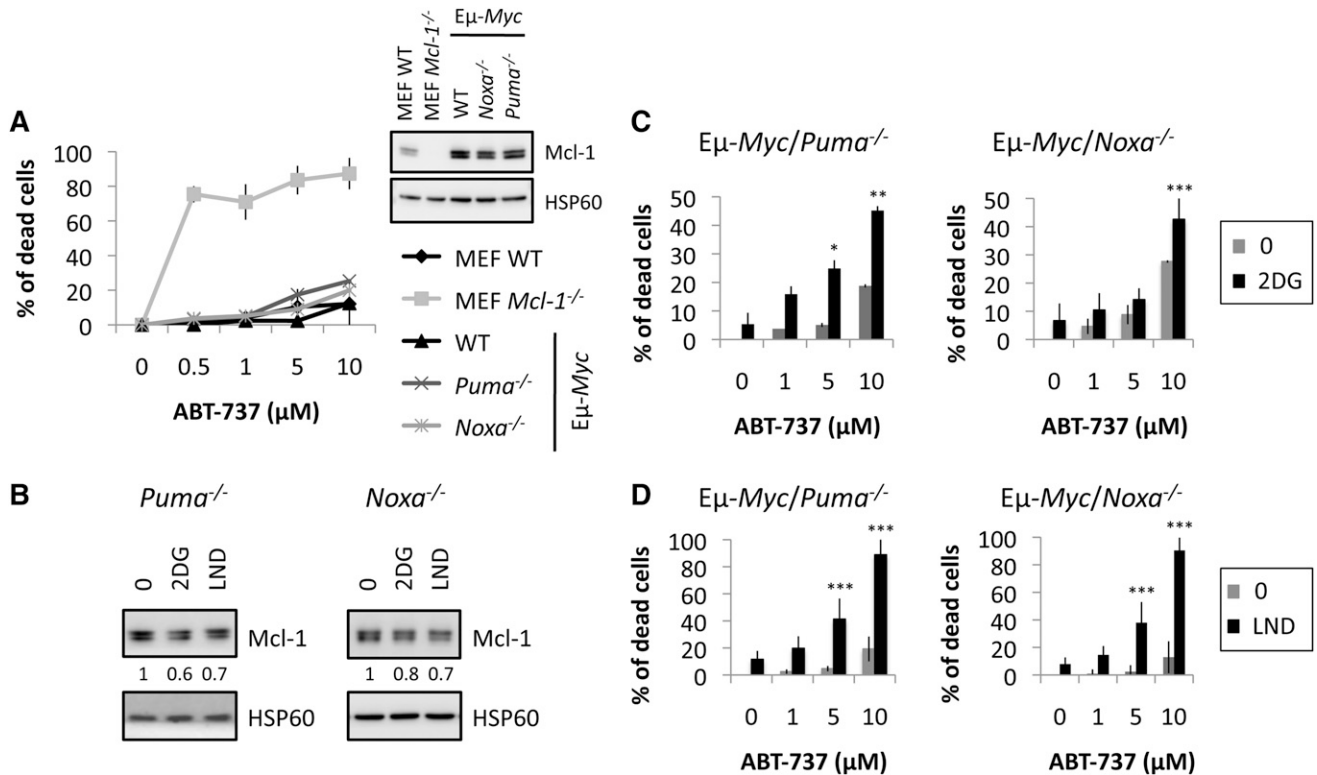 A
% of dead cells
100
80
60
40
20
0
0 0.5 1 5 10
ABT-737 (µM)
Eµ-Myc
MEF WT
MEF Mcl-1-/-
WT
Noxa-/-
Puma-/-
Mcl-1
HSP60
MEF WT
MEF Mcl-1-/-
WT
Puma-/-
Noxa-/-
Eµ-Myc
B
Puma-/-
0 2DG LND
Mcl-1
1 0.6 0.7
HSP60
Noxa-/-
0 2DG LND
Mcl-1
1 0.8 0.7
HSP60
C
Eµ-Myc/Puma-/-
% of dead cells
50
40
30
20
10
0
*
**
0 1 5 10
ABT-737 (µM)
Eµ-Myc/Noxa-/-
% of dead cells
50
40
30
20
10
0
***
0 1 5 10
ABT-737 (µM)
0
2DG
D
Eµ-Myc/Puma-/-
% of dead cells
100
80
60
40
20
0
***
***
0 1 5 10
ABT-737 (µM)
Eµ-Myc/Noxa-/-
% of dead cells
100
80
60
40
20
0
***
***
0 1 5 10
ABT-737 (µM)
0
LND